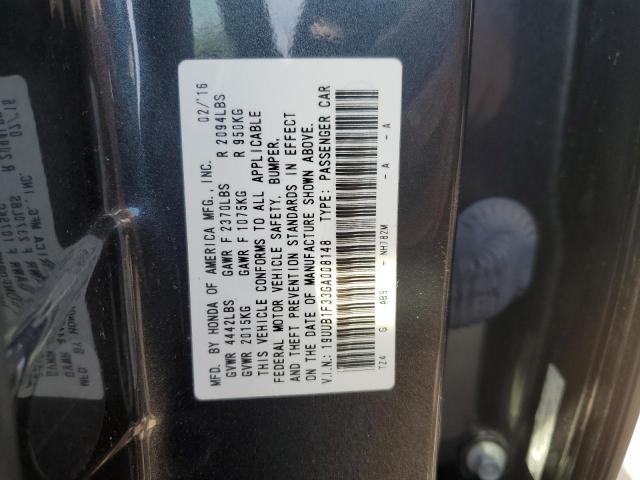 MFD. BY HONDA OF AMERICA MFG., INC. 02/'16
GVWR 4442LBS GAWR F 2370LBS R 2094LBS
GVWR 2015KG GAWR F 1075KG R 950KG
THIS VEHICLE CONFORMS TO ALL APPLICABLE
FEDERAL MOTOR VEHICLE SAFETY, BUMPER,
AND THEFT PREVENTION STANDARDS IN EFFECT
ON THE DATE OF MANUFACTURE SHOWN ABOVE.
V.I.N.: 19UUB1F33GA008148 TYPE: PASSENGER CAR
TZ4 G AB9 - NH782M - A - A